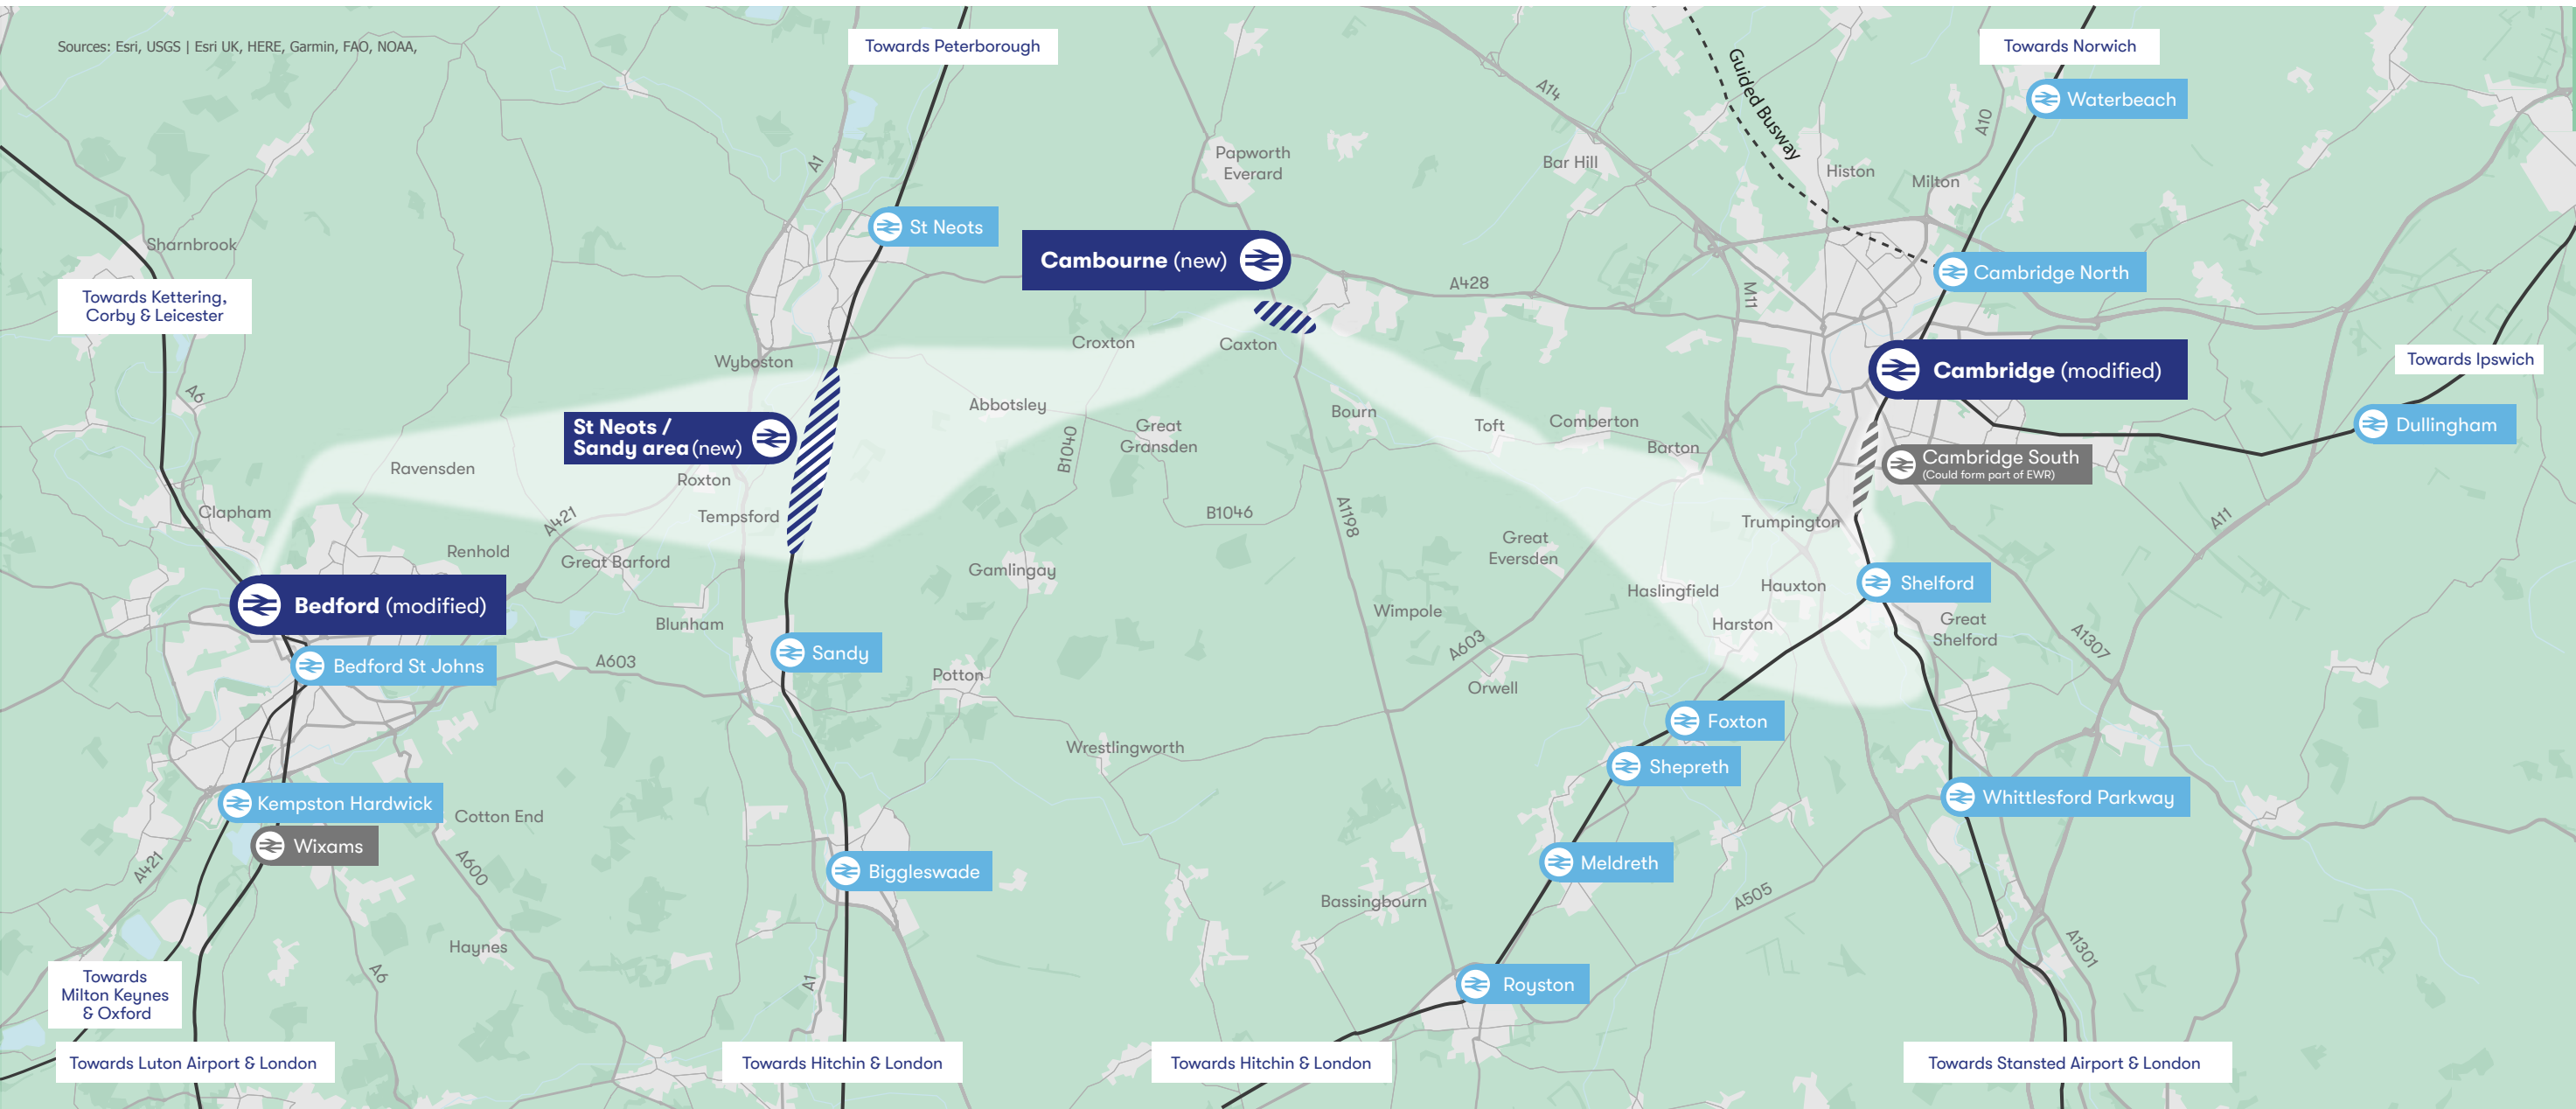 Sources: Esri, USGS | Esri UK, HERE, Garmin, FAO, NOAA,
Towards Peterborough
Towards Norwich
Waterbeach
Guided Busway
A14
A10
A1
Papworth
Everard
Bar Hill
Histon
Milton
St Neots
Sharnbrook
Cambourne (new)
Cambridge North
Towards Kettering,
Corby & Leicester
A428
M11
Croxton
Caxton
Wyboston
Towards Ipswich
Cambridge (modified)
A6
Abbotsley
Bourn
Toft
Comberton
Dullingham
St Neots /
Sandy area (new)
Great
Gransden
B1040
Barton
Cambridge South
(Could form part of EWR)
Ravensden
Roxton
Clapham
Tempsford
A421
B1046
A1198
Trumpington
A11
Renhold
Great Barford
Great
Eversden
Gamlingay
Haslingfield
Hauxton
Shelford
Bedford (modified)
Blunham
Wimpole
Harston
Great
Shelford
A603
A1307
Bedford St Johns
A603
Sandy
Potton
Orwell
Foxton
Wrestlingworth
Shepreth
Kempston Hardwick
Cotton End
Whittlesford Parkway
Wixams
A421
A600
Biggleswade
Meldreth
A505
Bassingbourn
Haynes
A6
A1
A1301
Towards
Milton Keynes
& Oxford
Royston
Towards Luton Airport & London
Towards Hitchin & London
Towards Hitchin & London
Towards Stansted Airport & London